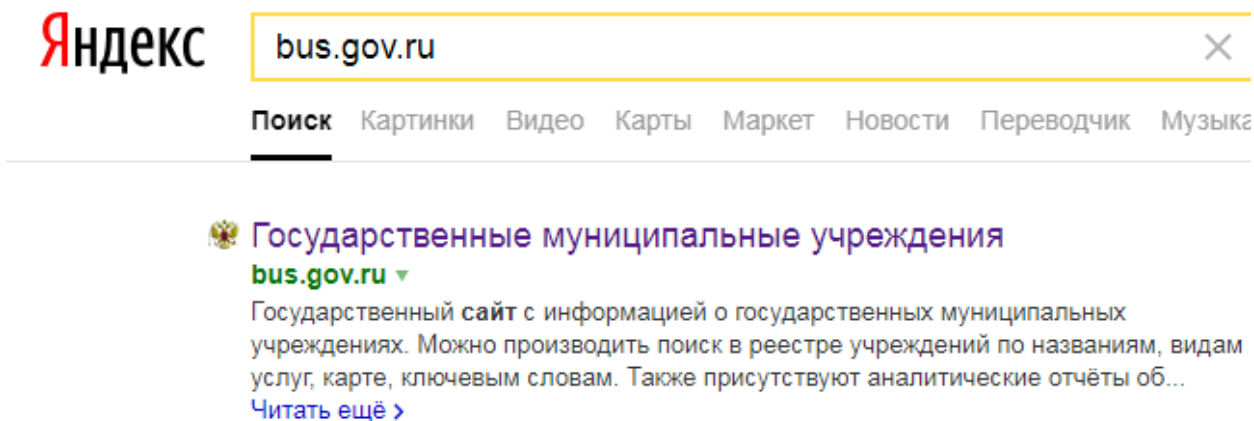 Яндекс
bus.gov.ru
Поиск Картинки Видео Карты Маркет Новости Переводчик Музыка
Государственные муниципальные учреждения
bus.gov.ru
Государственный сайт с информацией о государственных муниципальных
учреждениях. Можно производить поиск в реестре учреждений по названиям, видам
услуг, карте, ключевым словам. Также присутствуют аналитические отчёты об...
Читать ещё >